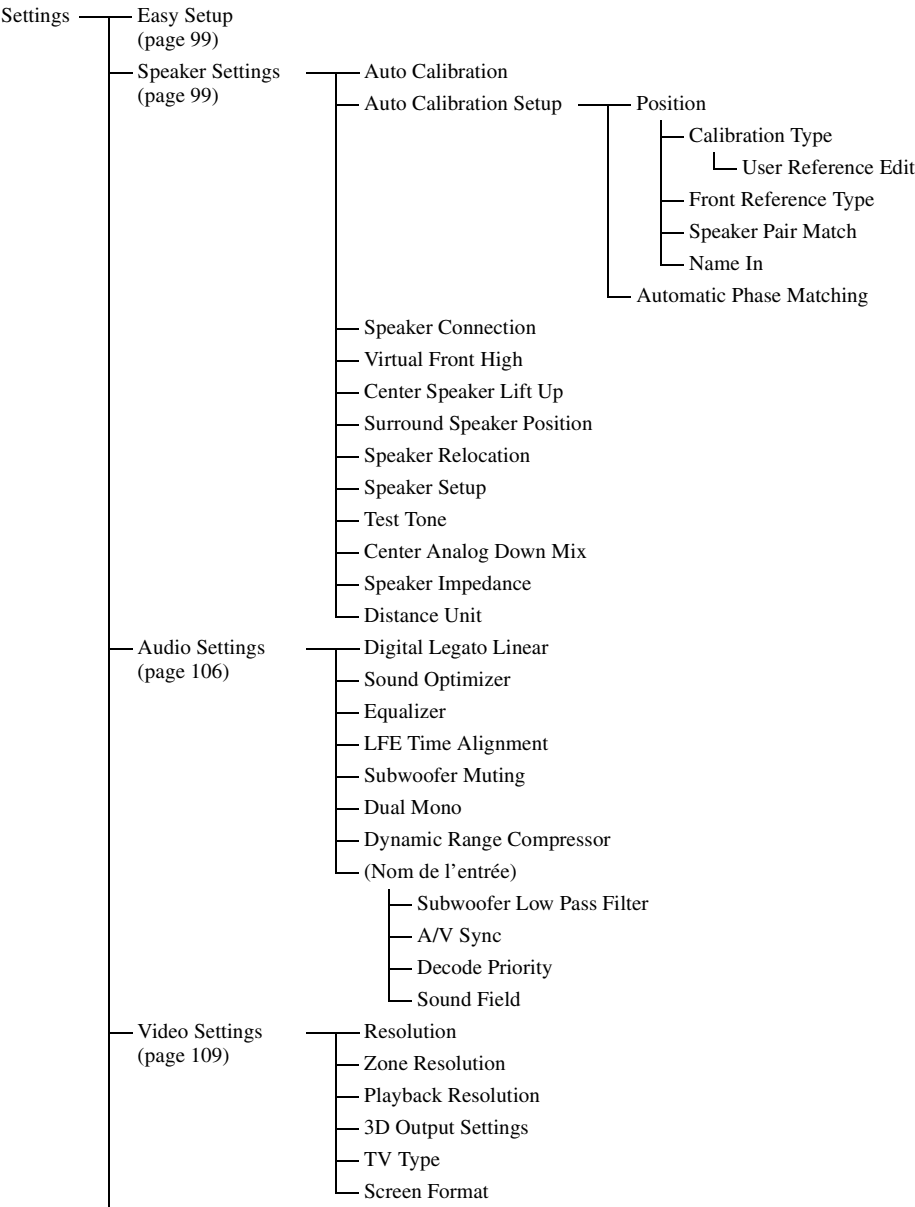 Settings
Easy Setup
(page 99)
Speaker Settings
(page 99)
Auto Calibration
Auto Calibration Setup
Position
Calibration Type
User Reference Edit
Front Reference Type
Speaker Pair Match
Name In
Automatic Phase Matching
Speaker Connection
Virtual Front High
Center Speaker Lift Up
Surround Speaker Position
Speaker Relocation
Speaker Setup
Test Tone
Center Analog Down Mix
Speaker Impedance
Distance Unit
Audio Settings
(page 106)
Digital Legato Linear
Sound Optimizer
Equalizer
LFE Time Alignment
Subwoofer Muting
Dual Mono
Dynamic Range Compressor
(Nom de l'entrée)
Subwoofer Low Pass Filter
A/V Sync
Decode Priority
Sound Field
Video Settings
(page 109)
Resolution
Zone Resolution
Playback Resolution
3D Output Settings
TV Type
Screen Format